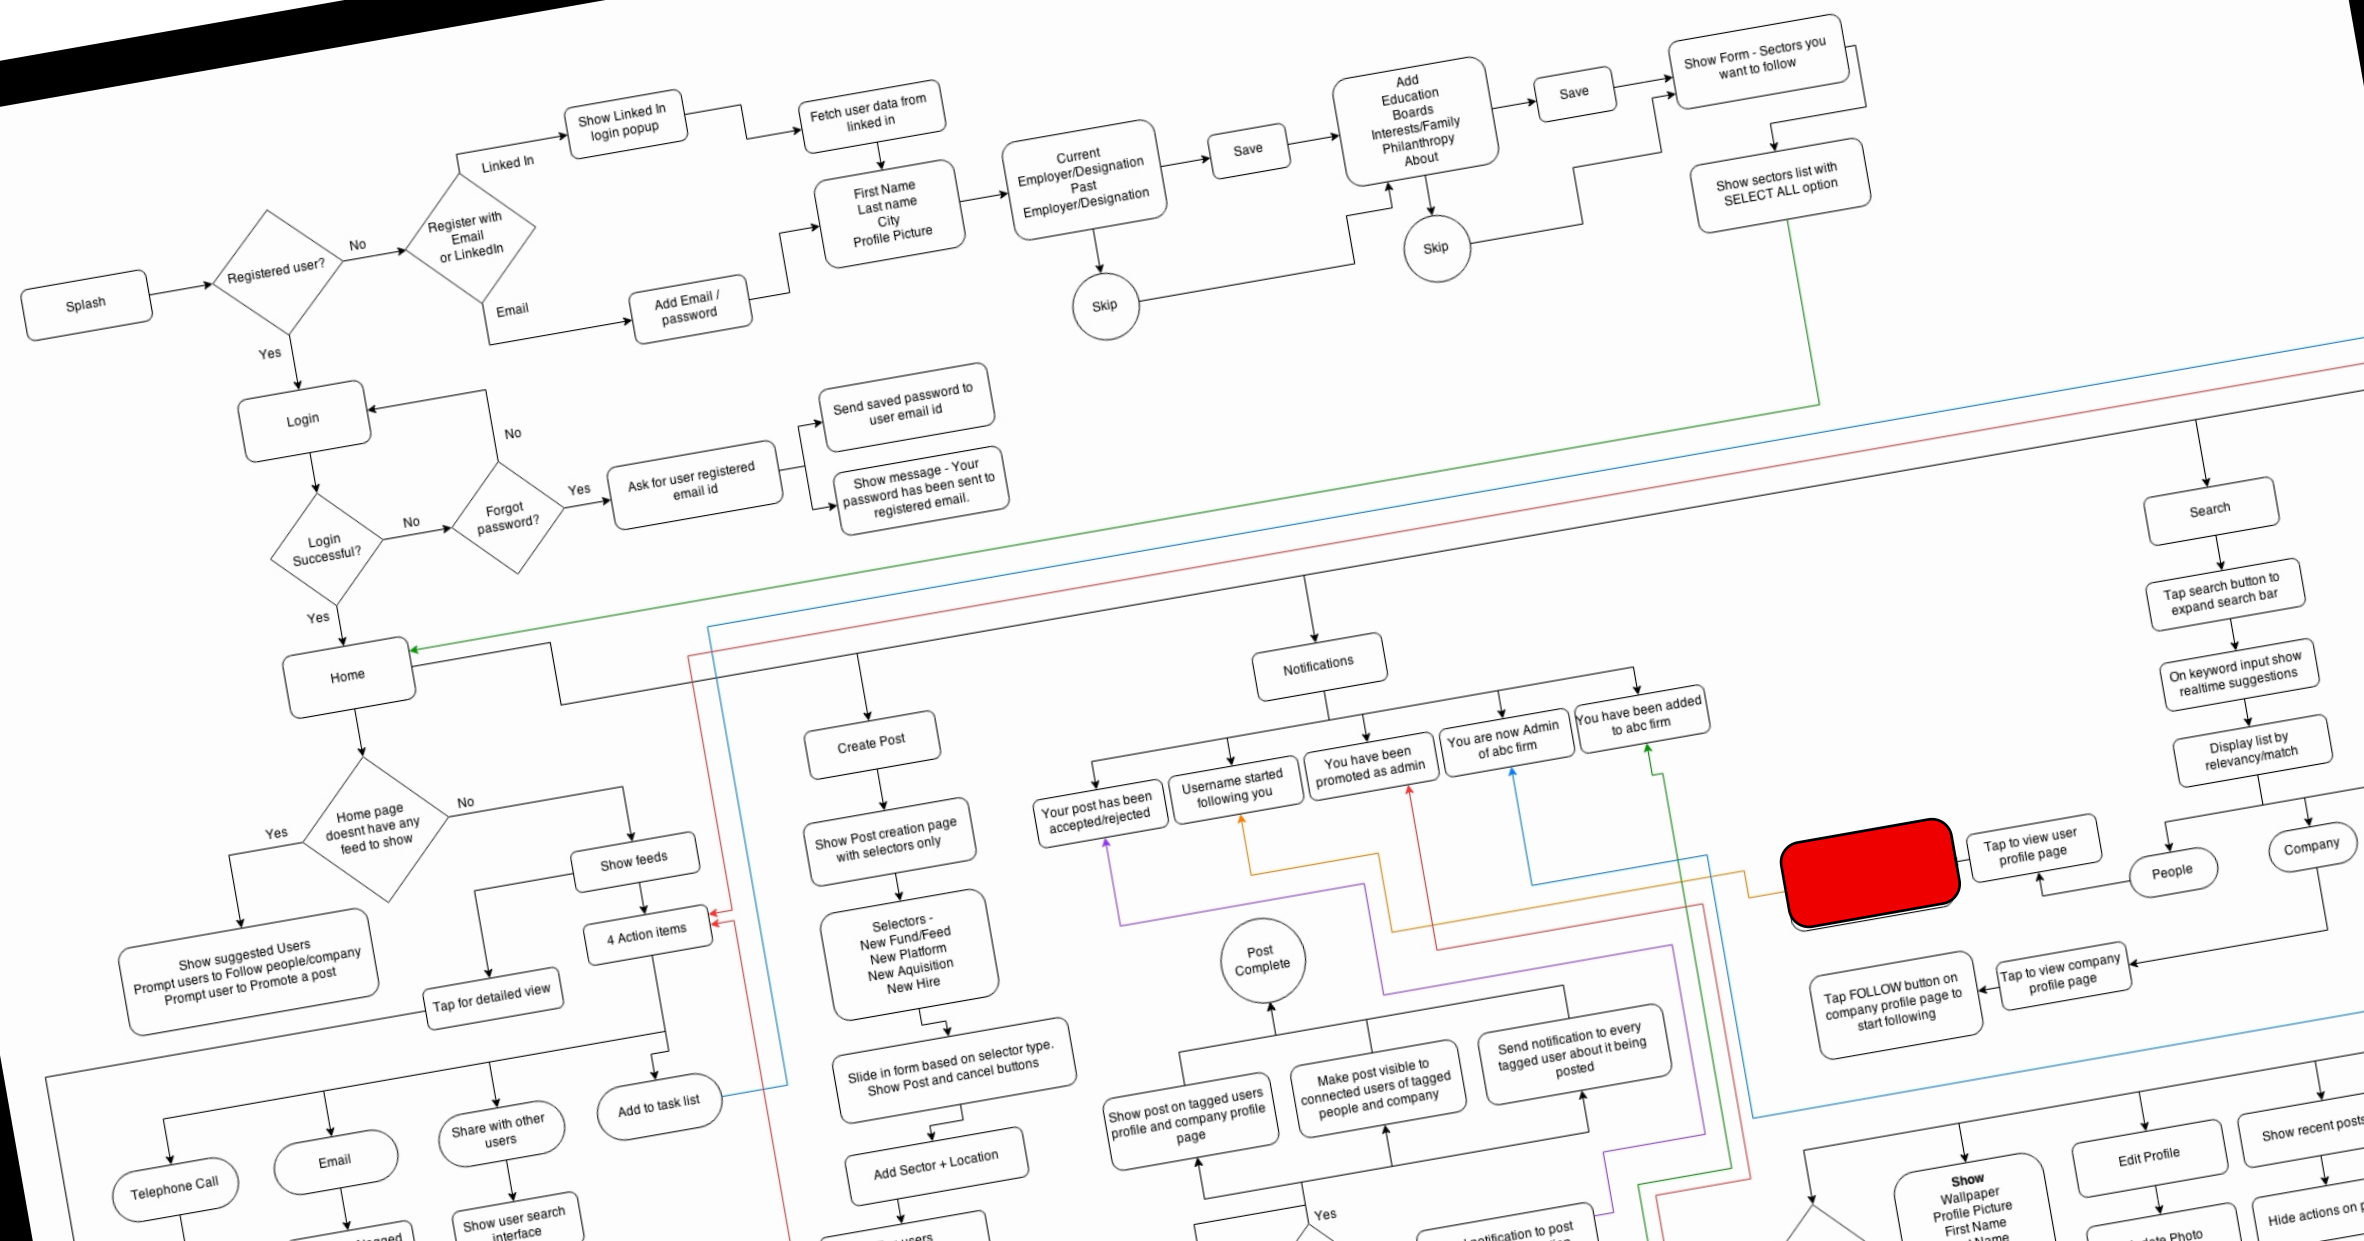 Splash
Registered user?
No
Yes
Register with
Email
or LinkedIn
Linked In
Email
Show Linked In
login popup
Fetch user data from
linked in
Add Email /
password
First Name
Last name
City
Profile Picture
Current
Employer/Designation
Past
Employer/Designation
Save
Skip
Add
Education
Boards
Interests/Family
Philanthropy
About
Save
Skip
Show Form - Sectors you
want to follow
Show sectors list with
SELECT ALL option
Login
Login
Successful?
No
Yes
Forgot
password?
No
Yes
Ask for user registered
email id
Send saved password to
user email id
Show message - Your
password has been sent to
registered email.
Home
Home page
doesnt have any
feed to show
Yes
No
Show suggested Users
Prompt users to Follow people/company
Prompt user to Promote a post
Show feeds
4 Action items
Tap for detailed view
Telephone Call
Email
Share with other
users
Add to task list
Show user search
interface
Create Post
Show Post creation page
with selectors only
Selectors -
New Fund/Feed
New Platform
New Aquisition
New Hire
Slide in form based on selector type.
Show Post and cancel buttons
Add Sector + Location
users
Notifications
Your post has been
accepted/rejected
Username started
following you
You have been
promoted as admin
You are now Admin
of abc firm
You have been added
to abc firm
Post
Complete
Show post on tagged users
profile and company profile
page
Make post visible to
connected users of tagged
people and company
Send notification to every
tagged user about it being
posted
Yes
notification to post
Search
Tap search button to
expand search bar
On keyword input show
realtime suggestions
Display list by
relevancy/match
People
Company
Tap to view user
profile page
Tap to view company
profile page
Tap FOLLOW button on
company profile page to
start following
Show
Wallpaper
Profile Picture
First Name
Name
Edit Profile
Photo
Show recent posts
Hide actions on